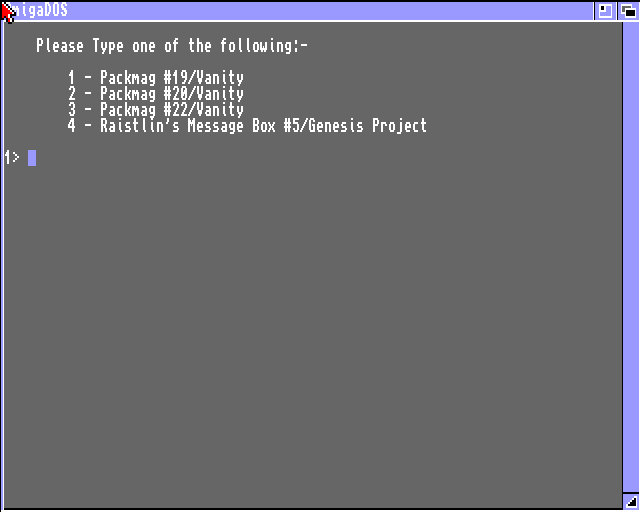 migaDOS
Please Type one of the following:-
1 - Packmag #19/Vanity
2 - Packmag #20/Vanity
3 - Packmag #22/Vanity
4 - Raistlin's Message Box #5/Genesis Project
1>